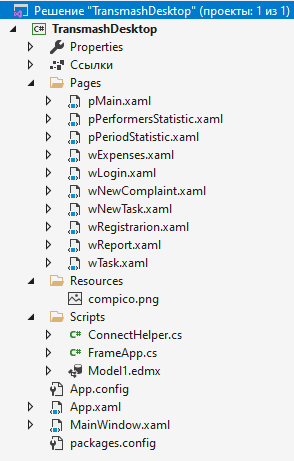 Решение "TransmashDesktop" (проекты: 1 из 1)
C# TransmashDesktop
Properties
Ссылки
Pages
pMain.xaml
pPerformersStatistic.xaml
pPeriodStatistic.xaml
wExpenses.xaml
wLogin.xaml
wNewComplaint.xaml
wNewTask.xaml
wRegistrarion.xaml
wReport.xaml
wTask.xaml
Resources
compico.png
Scripts
C# ConnectHelper.cs
C# FrameApp.cs
Model1.edmx
App.config
App.xaml
MainWindow.xaml
packages.config